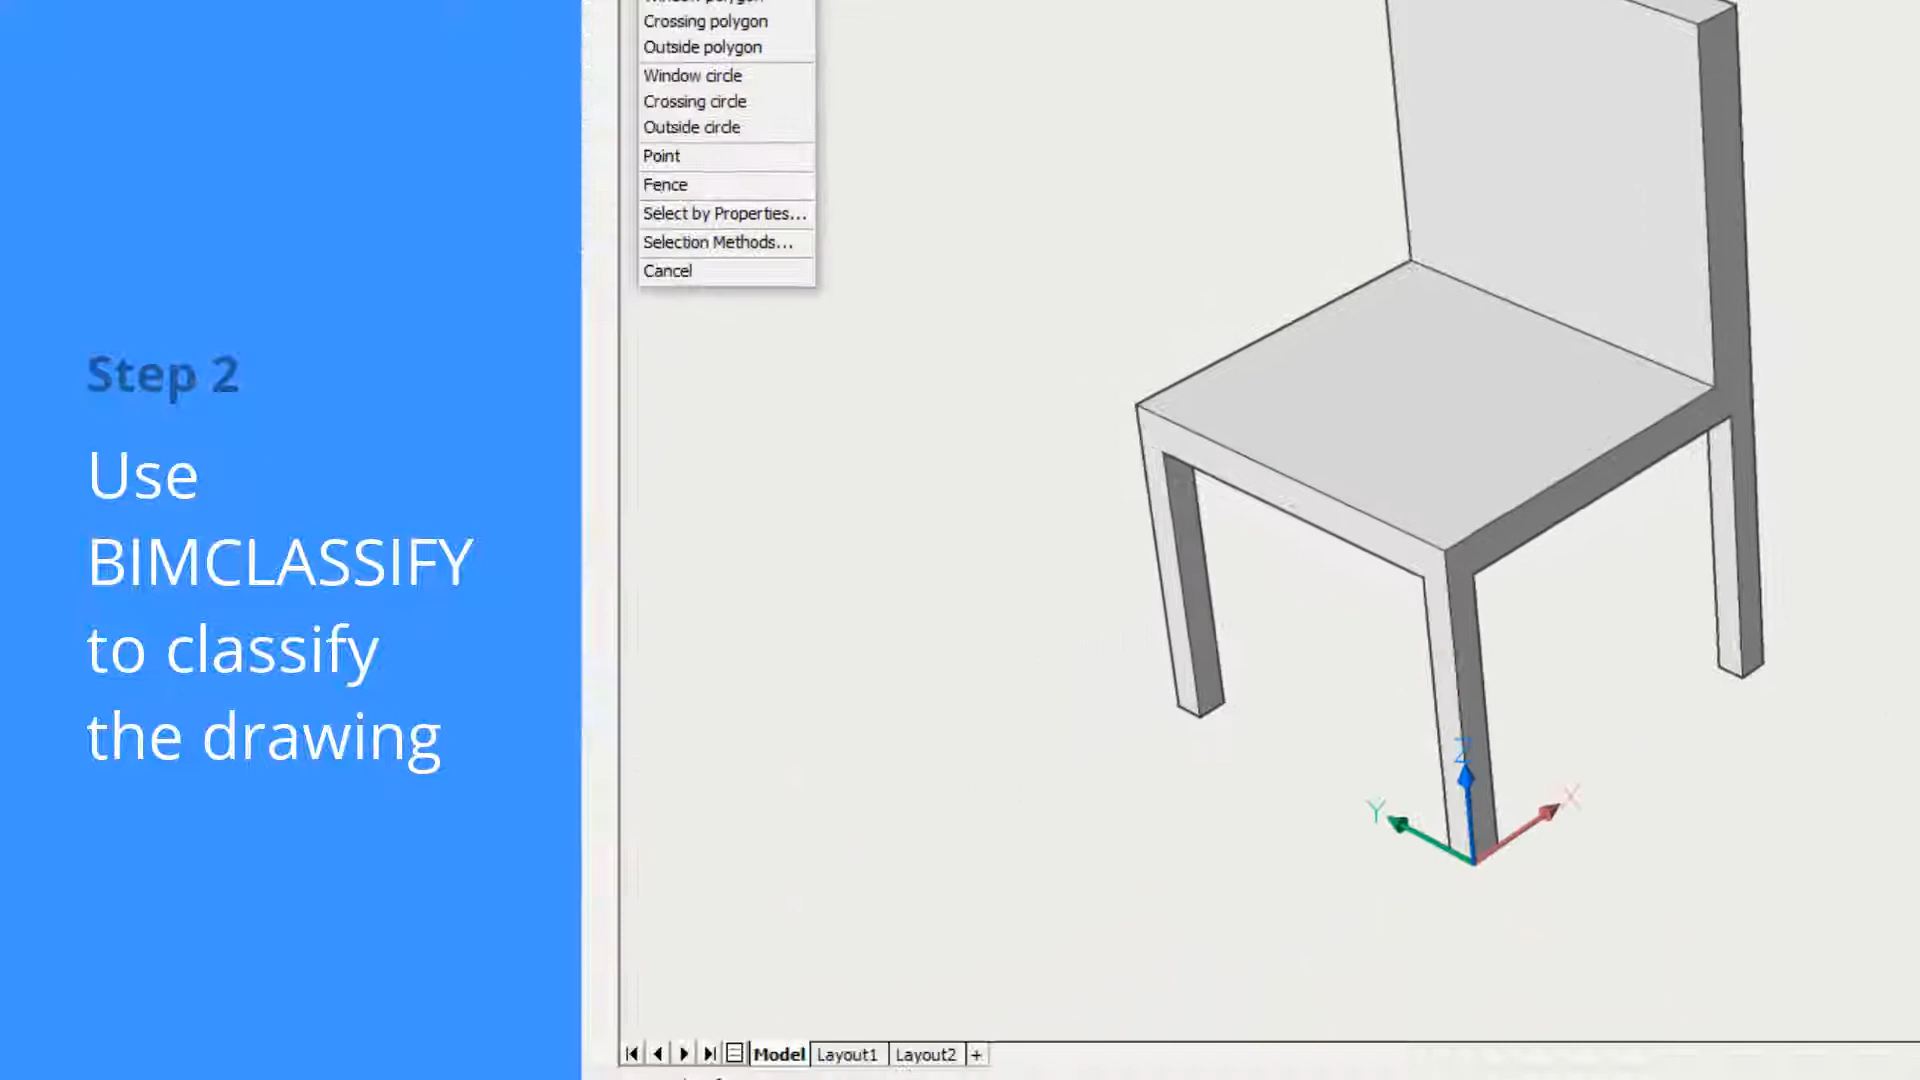 Step 2
Use
BIMCLASSIFY
to classify
the drawing
Crossing polygon
Outside polygon
Window circle
Crossing circle
Outside circle
Point
Fence
Select by Properties...
Selection Methods...
Cancel
Z
Y
X
Model
Layout1
Layout2
+